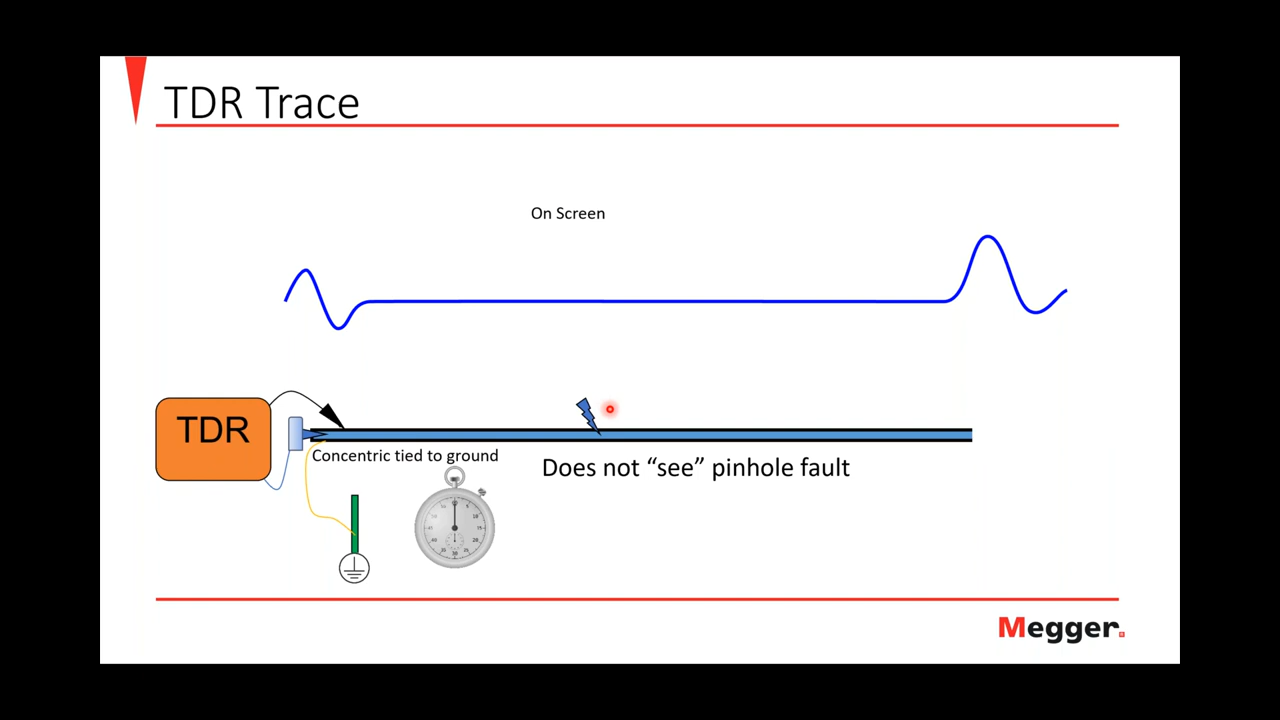 TDR Trace
On Screen
TDR
Concentric tied to ground
Does not “see” pinhole fault
Megger.